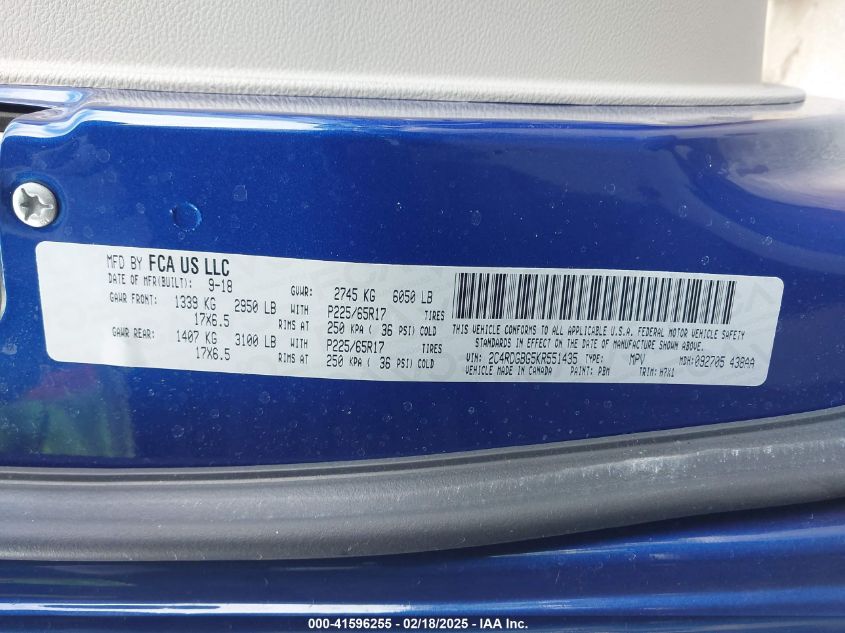 MFD BY FCA US LLC
DATE OF MFR(BUILT): 9-18 GVWR: 2745 KG 6050 LB
GAWR FRONT: 1339 KG 2950 LB WITH P225/65R17 TIRES
17X6.5 RIMS AT 250 KPA ( 36 PSI) COLD
GAWR REAR: 1407 KG 3100 LB WITH P225/65R17 TIRES
17X6.5 RIMS AT 250 KPA ( 36 PSI) COLD
THIS VEHICLE CONFORMS TO ALL APPLICABLE U.S.A. FEDERAL MOTOR VEHICLE SAFETY
STANDARDS IN EFFECT ON THE DATE OF MANUFACTURE SHOWN ABOVE.
VIN: 2C4RDGBG5KR551435 TYPE: MPV MDH:092705 438AA
VEHICLE MADE IN CANADA PAINT: PBM TRIM: H7X1
000-41596255 - 02/18/2025 - IAA Inc.